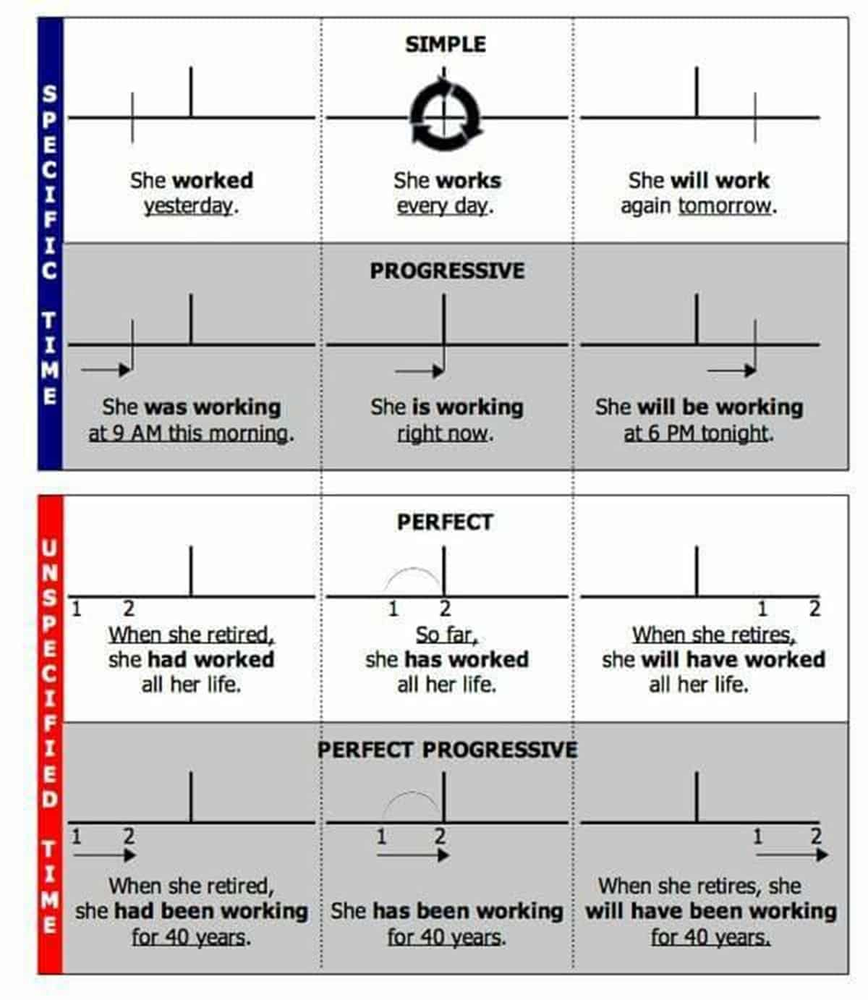 SPECIFIC TIME
SIMPLE
She worked
yesterday.
She works
every day.
She will work
again tomorrow.
PROGRESSIVE
She was working
at 9 AM this morning.
She is working
right now.
She will be working
at 6 PM tonight.
UNSPECIFIED TIME
PERFECT
1 2
When she retired,
she had worked
all her life.
1 2
So far,
she has worked
all her life.
1 2
When she retires,
she will have worked
all her life.
PERFECT PROGRESSIVE
1 2
When she retired,
she had been working
for 40 years.
1 2
She has been working
for 40 years.
1 2
When she retires, she
will have been working
for 40 years.